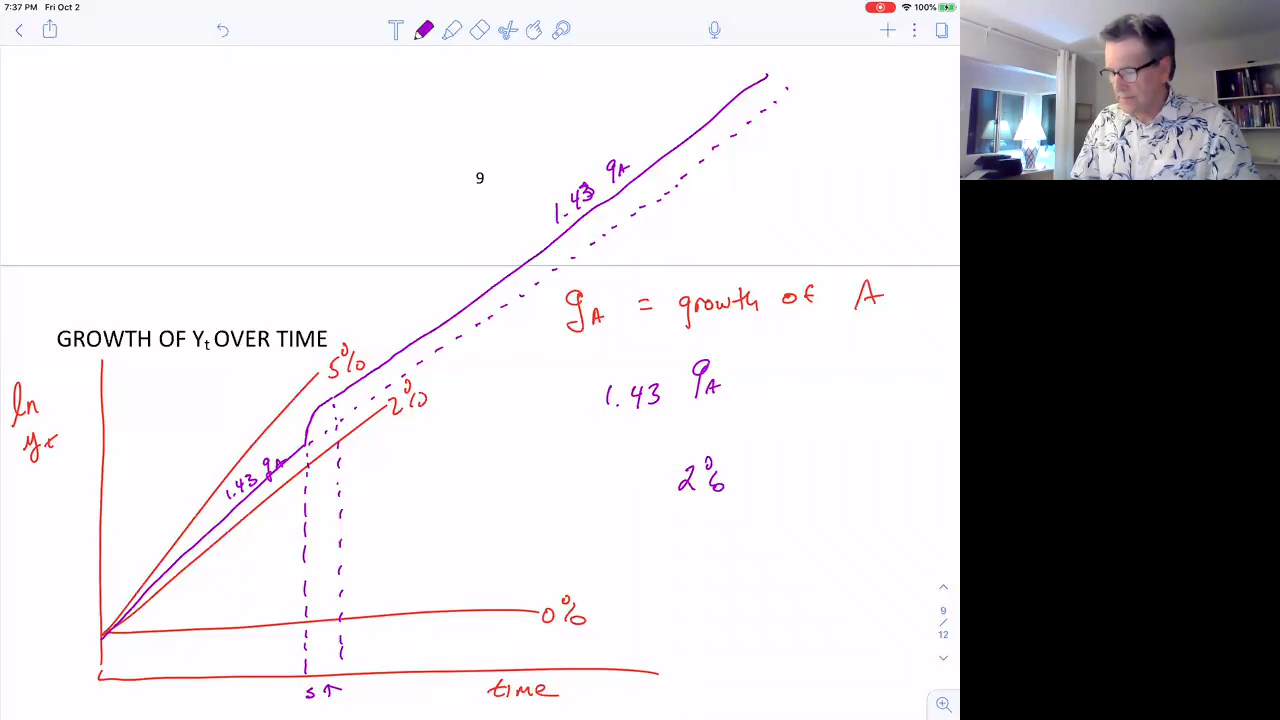 7:37 PM Fri Oct 2
100%
T
1.43 gA
9
gA = growth of A
GROWTH OF Yt OVER TIME
5%
2%
ln yt
1.43 gA
1.43 gA
2%
0%
9
/
12
s↑
time